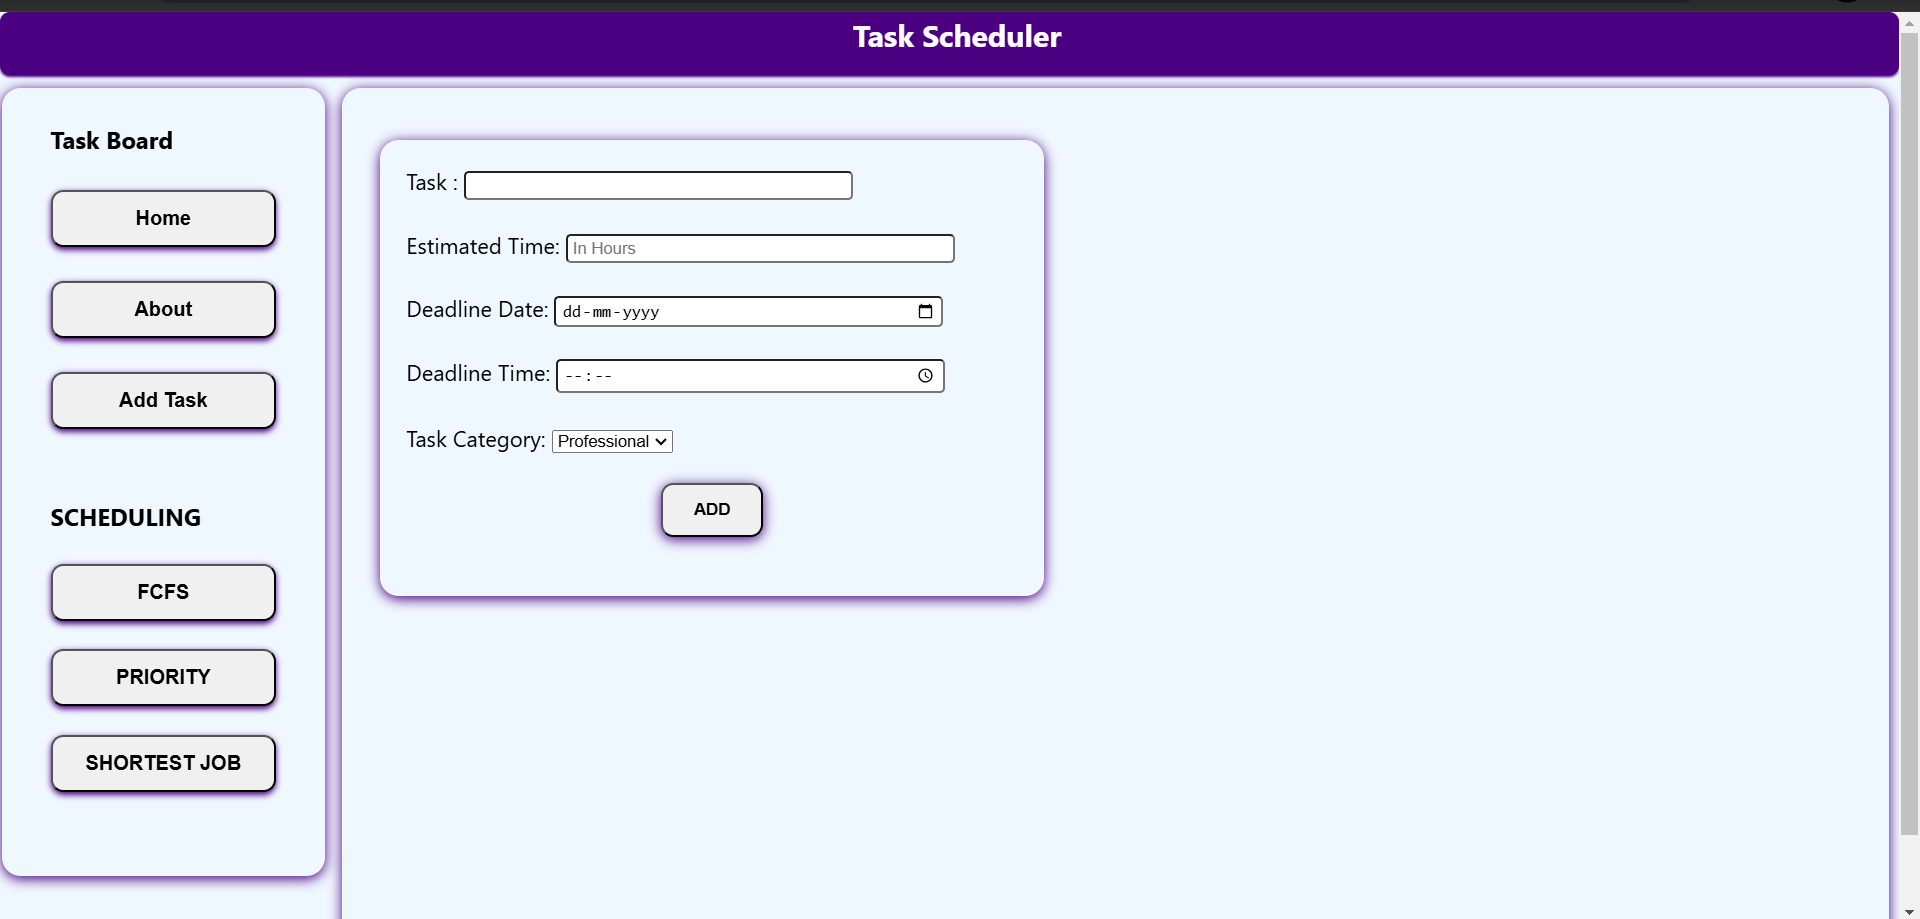 Task Scheduler
Task Board
Home
About
Add Task
SCHEDULING
FCFS
PRIORITY
SHORTEST JOB
Task :
Estimated Time: In Hours
Deadline Date: dd-mm-yyyy
Deadline Time: --:--
Task Category: Professional
ADD